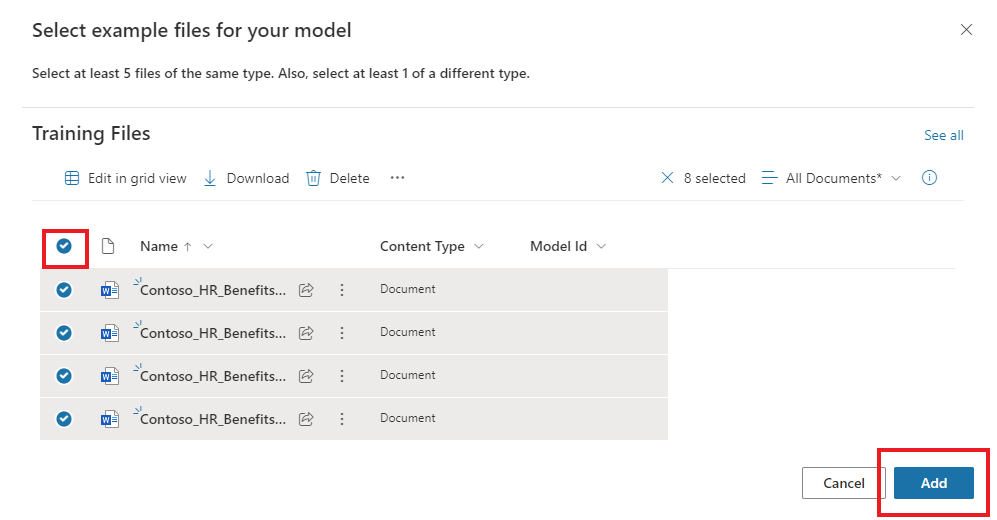 Select example files for your model
Select at least 5 files of the same type. Also, select at least 1 of a different type.
Training Files
See all
Edit in grid view Download Delete ... 8 selected All Documents*
Name Content Type Model Id
Contoso_HR_Benefits... Document
Contoso_HR_Benefits... Document
Contoso_HR_Benefits... Document
Contoso_HR_Benefits... Document
Cancel Add